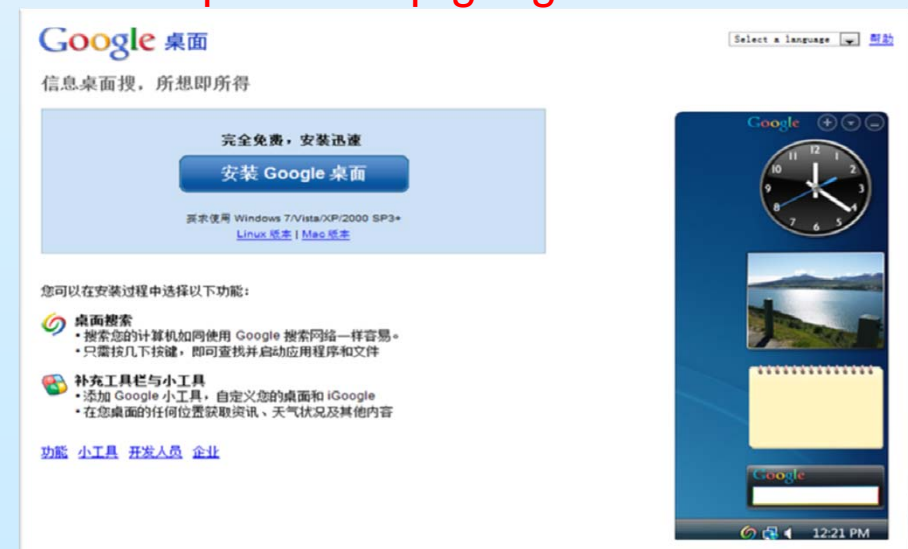 Google 桌面
Select a language
帮助
信息桌面搜，所想即所得
完全免费，安装迅速
安装 Google 桌面
要求使用 Windows 7/Vista/XP/2000 SP3+
Linux 版本 | Mac 版本
您可以在安装过程中选择以下功能：
桌面搜索
•搜索您的计算机如同使用 Google 搜索网络一样容易。
•只需按几下按键，即可查找并启动应用程序和文件
补充工具栏与小工具
•添加 Google 小工具，自定义您的桌面和 iGoogle
•在您桌面的任何位置获取资讯、天气状况及其他内容
功能 小工具 开发人员 企业
Google
11 12 1
10 2
9 3
8 4
7 6 5
Google
12:21 PM